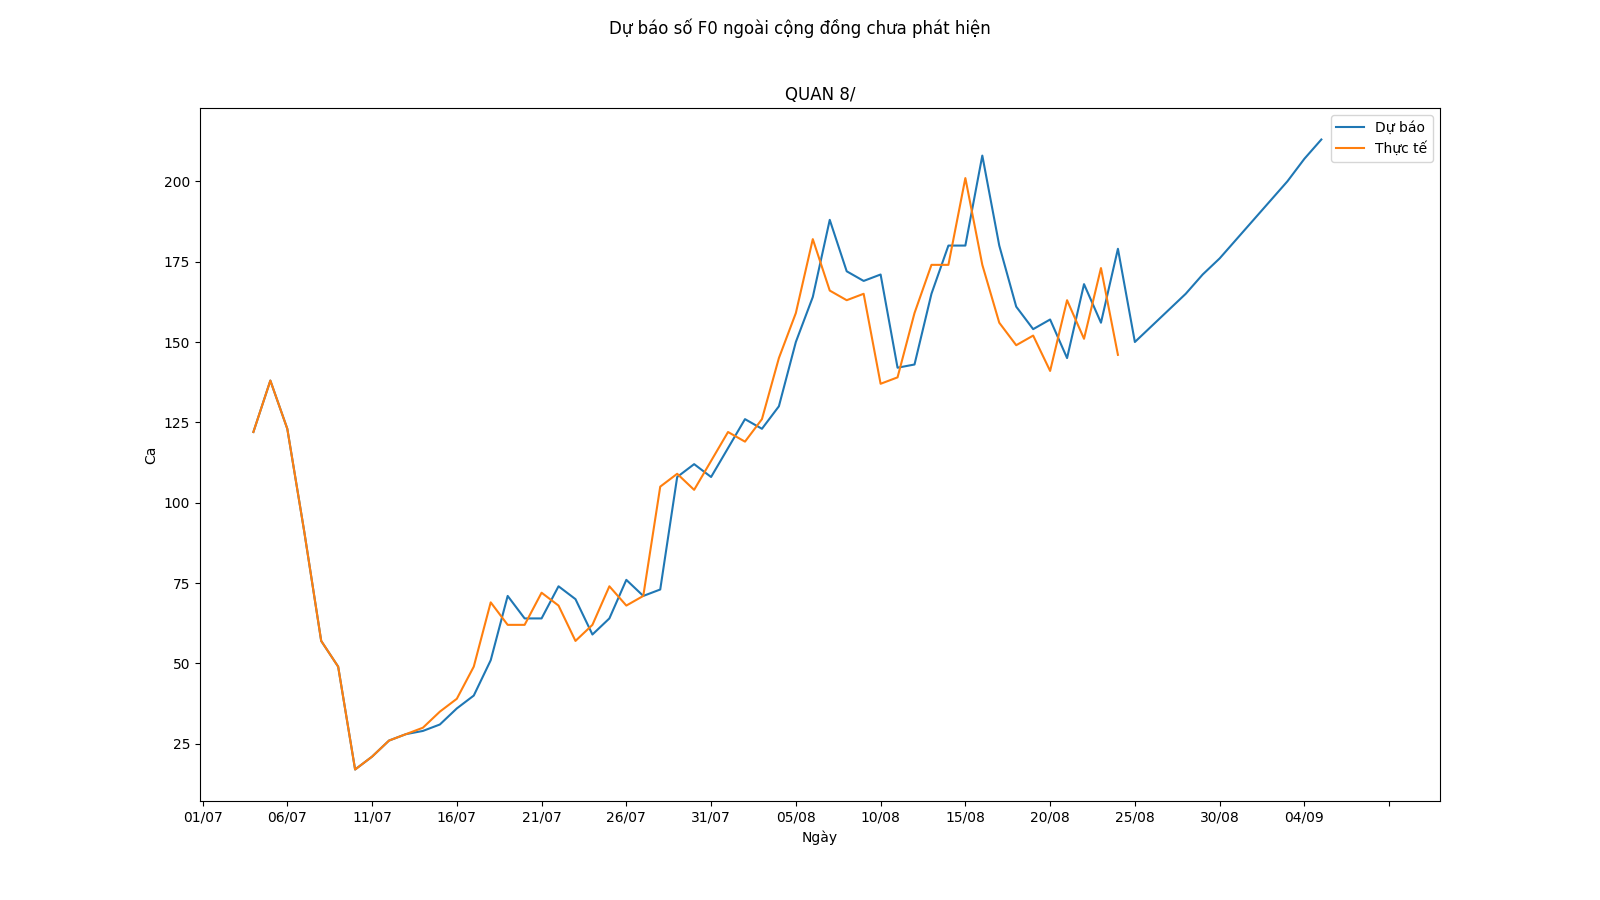 Dự báo số F0 ngoài cộng đồng chưa phát hiện
QUAN 8/
Dự báo
Thực tế
200
175
150
125
100
75
50
25
Ca
01/07 06/07 11/07 16/07 21/07 26/07 31/07 05/08 10/08 15/08 20/08 25/08 30/08 04/09
Ngày